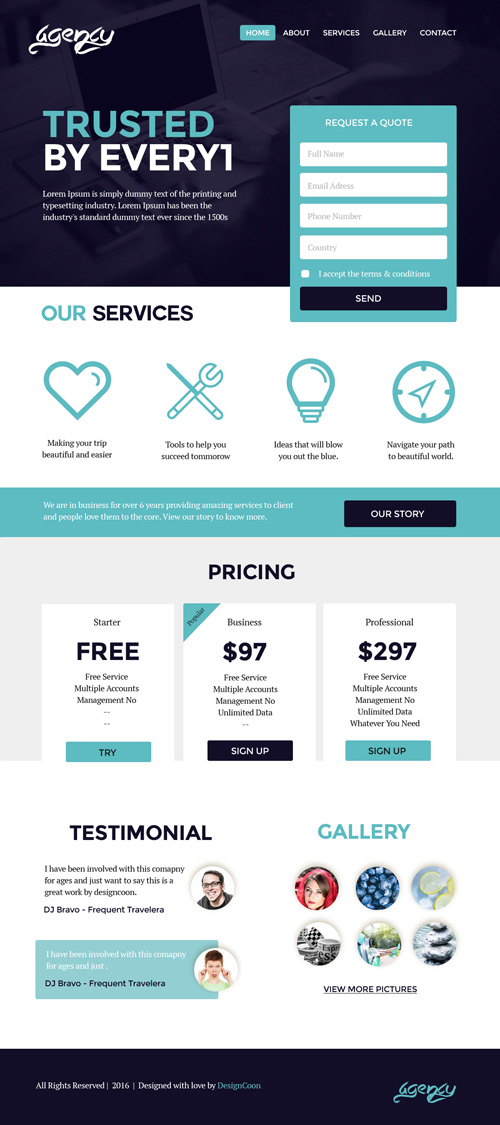 agency
HOME ABOUT SERVICES GALLERY CONTACT
TRUSTED
BY EVERY1
Lorem Ipsum is simply dummy text of the printing and
typesetting industry. Lorem Ipsum has been the
industry's standard dummy text ever since the 1500s
REQUEST A QUOTE
Full Name
Email Adress
Phone Number
Country
I accept the terms & conditions
SEND
OUR SERVICES
Making your trip
beautiful and easier
Tools to help you
succeed tommorow
Ideas that will blow
you out the blue.
Navigate your path
to beautiful world.
We are in business for over 6 years providing amazing services to client
and people love them to the core. View our story to know more.
OUR STORY
PRICING
Starter
FREE
Free Service
Multiple Accounts
Management No
--
--
TRY
Popular
Business
$97
Free Service
Multiple Accounts
Management No
Unlimited Data
--
SIGN UP
Professional
$297
Free Service
Multiple Accounts
Management No
Unlimited Data
Whatever You Need
SIGN UP
TESTIMONIAL
I have been involved with this comapny
for ages and just want to say this is a
great work by designcoon.
DJ Bravo - Frequent Travelera
I have been involved with this comapny
for ages and just .
DJ Bravo - Frequent Travelera
GALLERY
VIEW MORE PICTURES
All Rights Reserved | 2016 | Designed with love by DesignCoon
agency